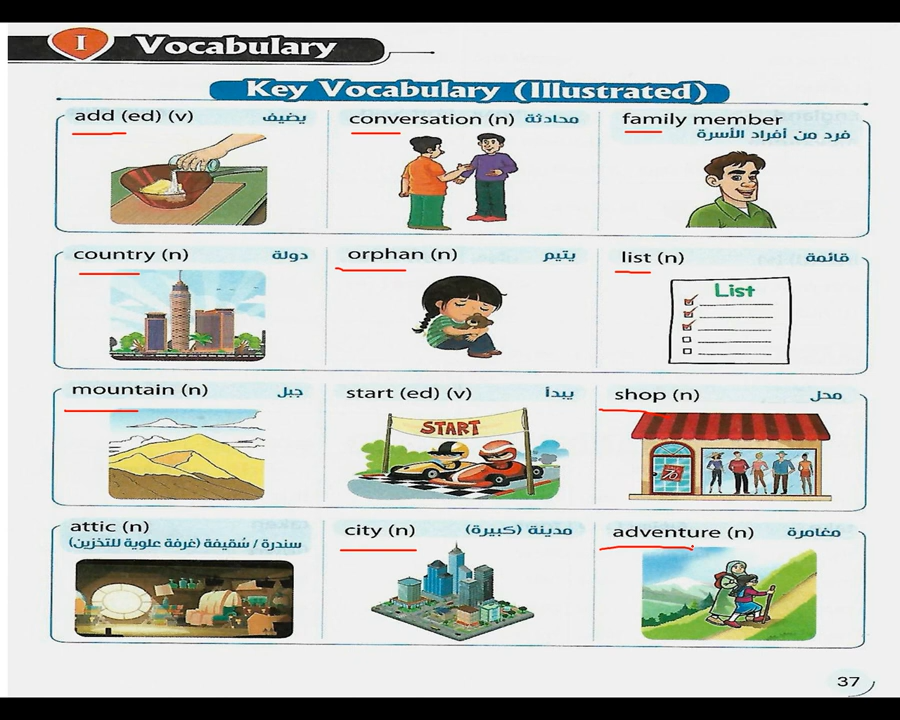 I Vocabulary
Key Vocabulary (Illustrated)
add (ed) (v) يضيف
conversation (n) محادثة
family member
فرد من أفراد الأسرة
country (n) دولة
orphan (n) يتيم
list (n) قائمة
List
mountain (n) جبل
start (ed) (v) يبدأ
START
shop (n) محل
attic (n)
سندرة / شقيفة (غرفة علوية للتخزين)
city (n) مدينة (كبيرة)
adventure (n) مغامرة
37